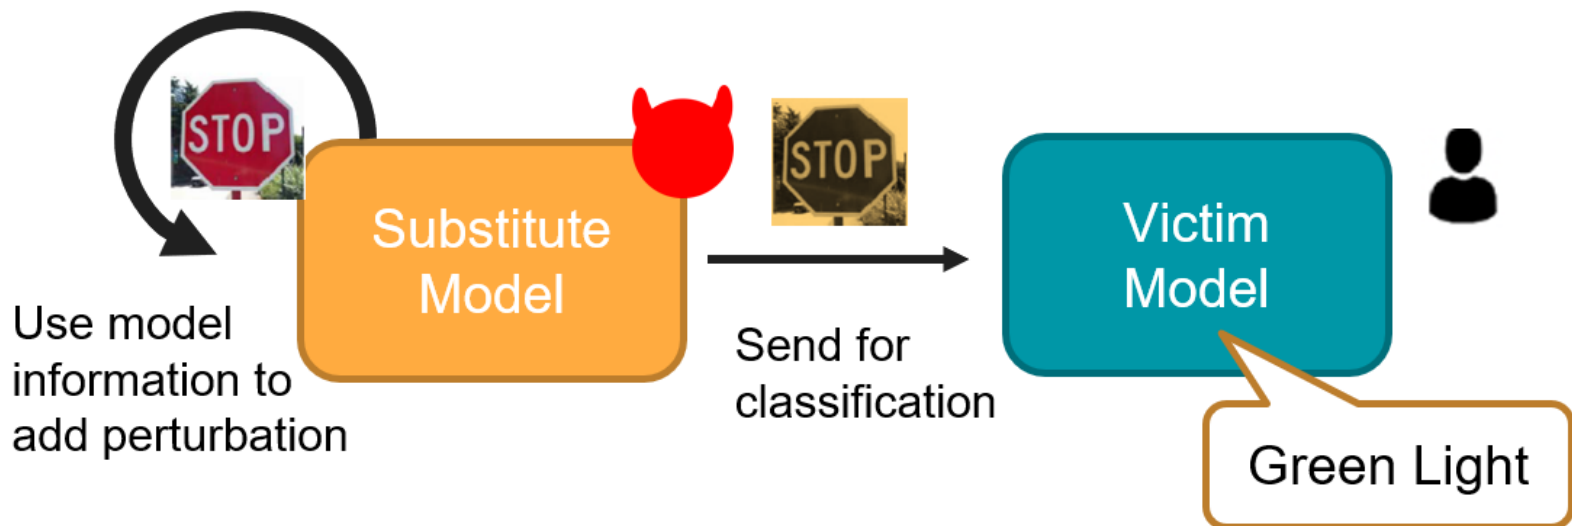 STOP
Substitute
Model
Use model
information to
add perturbation
STOP
Send for
classification
Victim
Model
Green Light